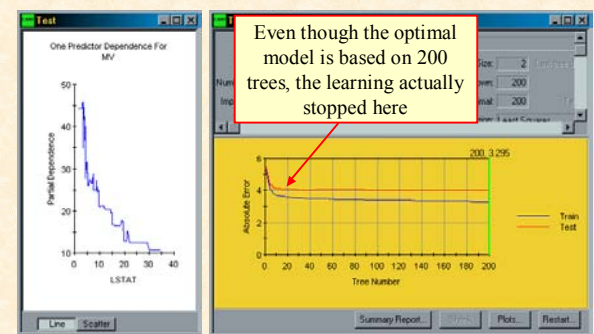 Test
One Predictor Dependence For
MV
Partial Dependence
50
40
30
20
10
0 10 20 30 40
LSTAT
Line Scatter
Even though the optimal
model is based on 200
trees, the learning actually
stopped here
Size: 2
200
200
Least Squares
200, 3.295
Absolute Error
6
4
2
0
0 20 40 60 80 100 120 140 160 180 200
Tree Number
Train
Test
Summary Report... Plots... Restart...